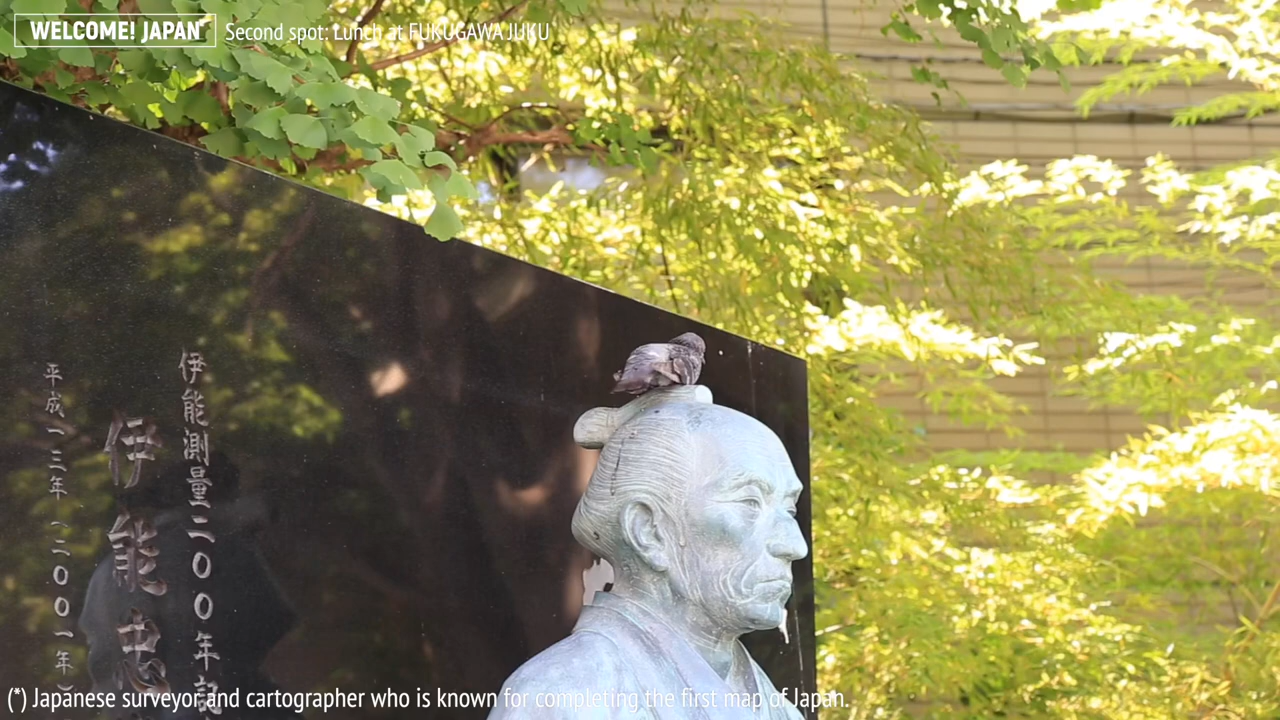 WELCOME! JAPAN
Second spot: Lunch at FUKUGAWA JUKU
伊能測量二〇〇年記
伊能忠
平成一三年 二〇〇一年
(*) Japanese surveyor and cartographer who is known for completing the first map of Japan.